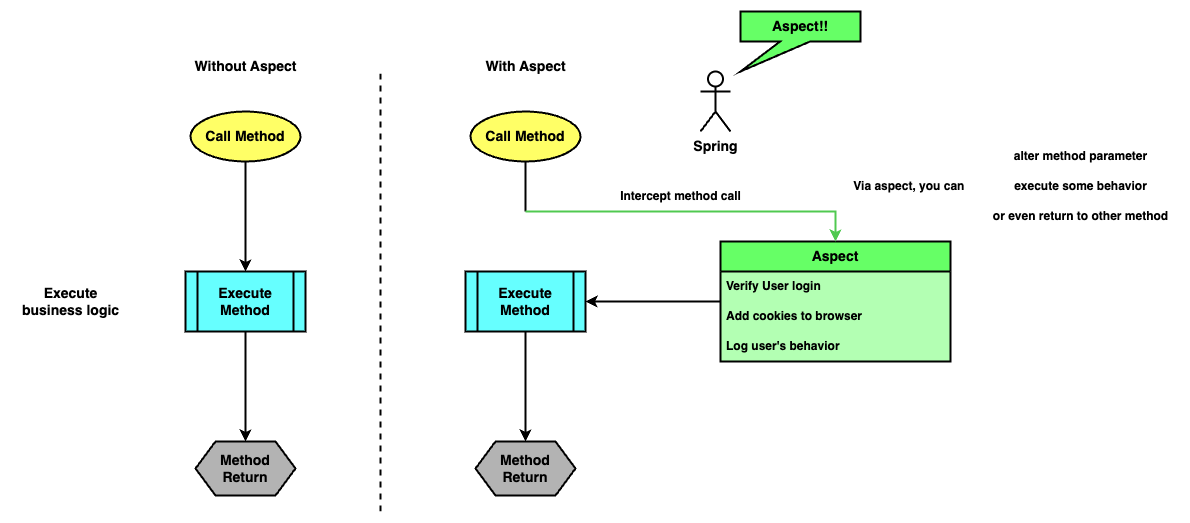 Aspect!!
Without Aspect
With Aspect
Call Method
Call Method
Spring
alter method parameter
Via aspect, you can
execute some behavior
Intercept method call
or even return to other method
Aspect
Execute
business logic
Execute
Method
Execute
Method
Verify User login
Add cookies to browser
Log user's behavior
Method
Return
Method
Return